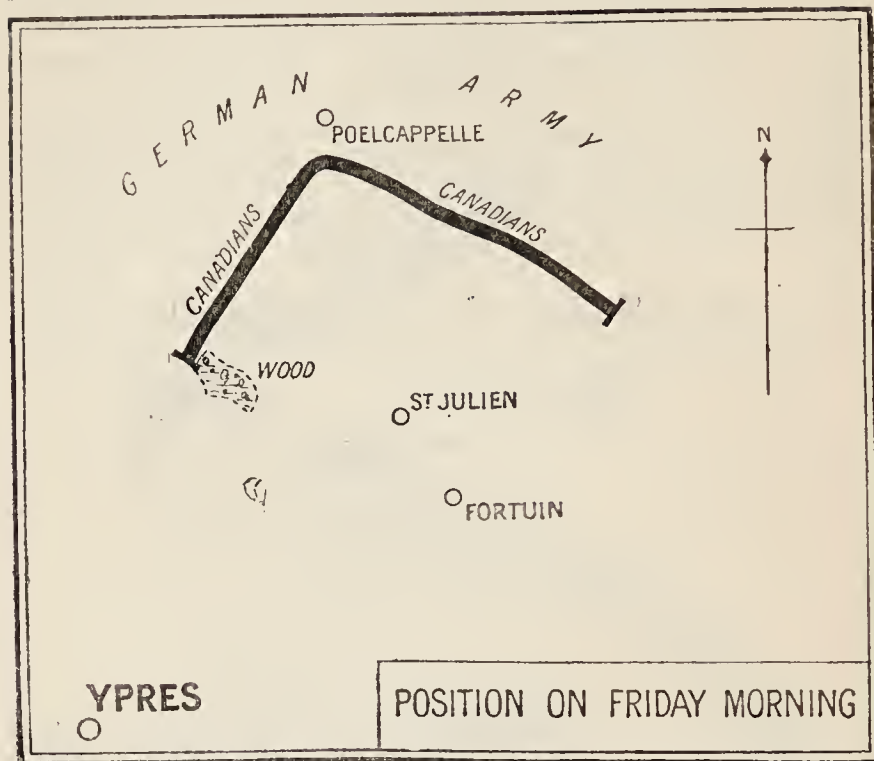 GERMAN ARMY
POELCAPPELLE
N
CANADIANS
CANADIANS
WOOD
ST JULIEN
FORTUIN
YPRES
POSITION ON FRIDAY MORNING